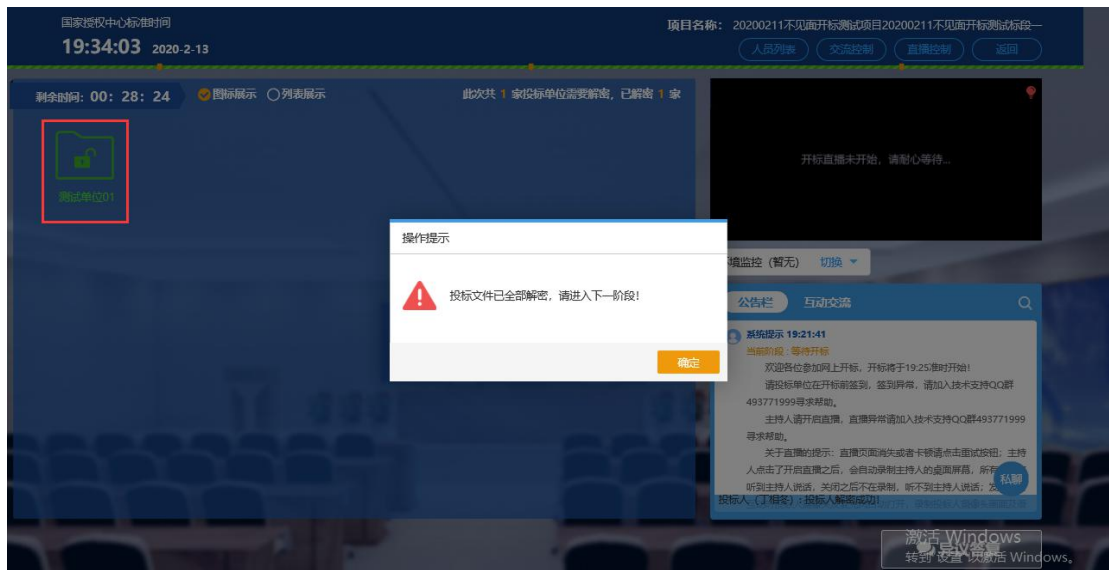 国家授权中心标准时间
19:34:03 2020-2-13
项目名称: 20200211不见面开标测试项目20200211不见面开标测试标段一
人员列表 交流控制 直播控制 返回
剩余时间: 00: 28: 24 图标展示 列表展示 此次共 1 家投标单位需要解密, 已解密 1 家
测试单位01
开标直播未开始, 请耐心等待...
操作提示
投标文件已全部解密, 请进入下一阶段!
确定
境监控 (暂无) 切换
公告栏 互动交流
系统提示 19:21:41
当前阶段 : 等待开标
欢迎各位参加网上开标, 开标将于19:25准时开始!
请投标单位在开标前签到, 签到异常, 请加入技术支持QQ群
493771999寻求帮助。
主持人请开启直播, 直播异常请加入技术支持QQ群493771999
寻求帮助。
关于直播的提示: 直播页面消失或者卡顿请点击重试按钮; 主持
人点击了开启直播之后, 会自动录制主持人的桌面屏幕, 所有
听到主持人说话, 关闭之后不在录制, 听不到主持人说话;
私聊
投标人 ( ) : 投标人解密成功!
激活 Windows
转到"设置"以激活 Windows。
异议答复